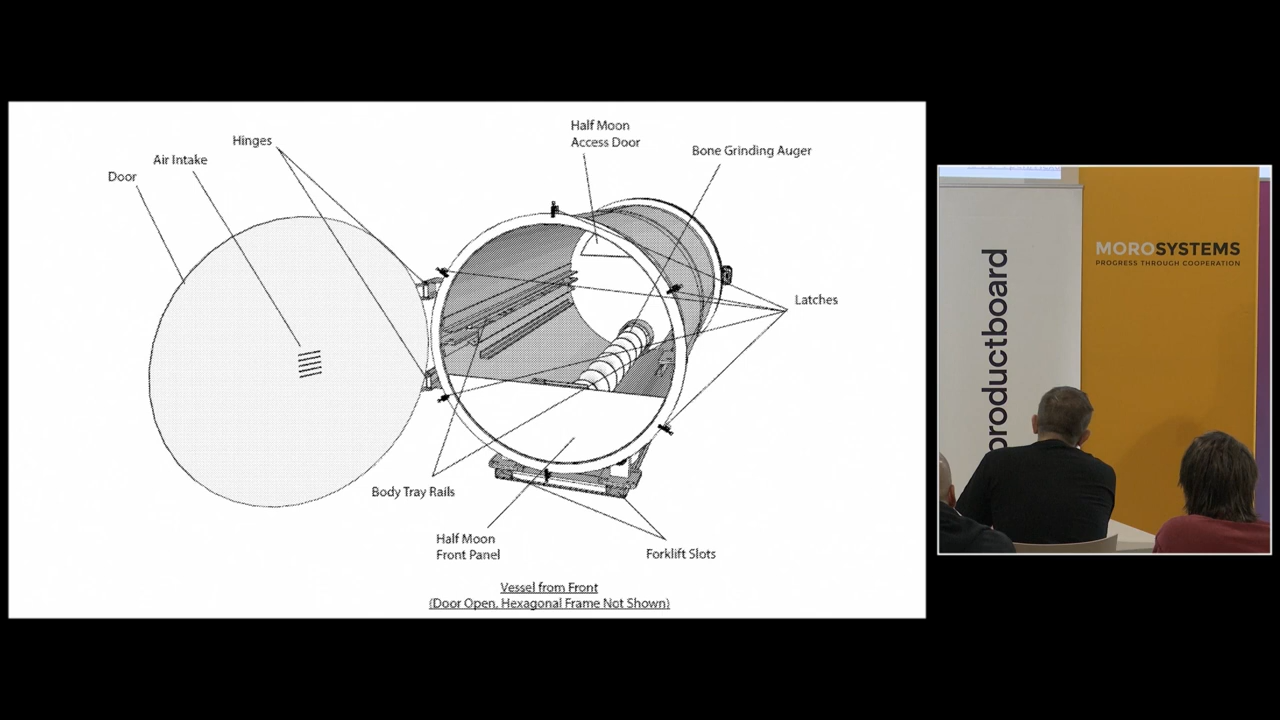 Half Moon
Access Door
Hinges
Bone Grinding Auger
Air Intake
Door
Latches
Body Tray Rails
Half Moon
Front Panel
Forklift Slots
Vessel from Front
(Door Open, Hexagonal Frame Not Shown)
productboard
MOROSYSTEMS
PROGRESS THROUGH COOPERATION